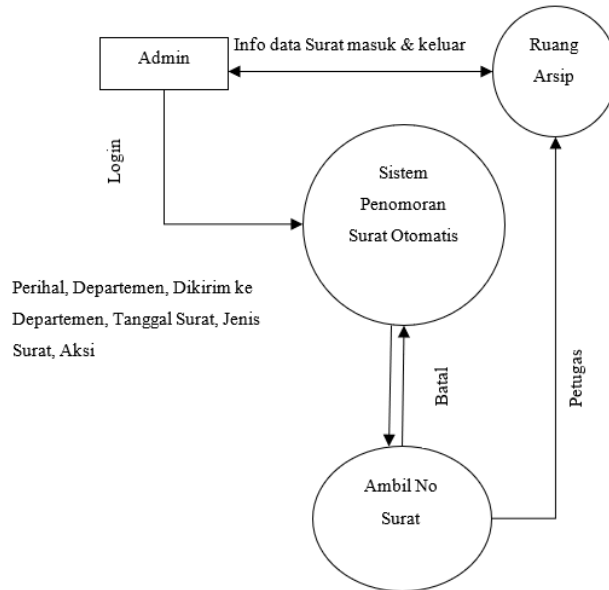 Admin
Info data Surat masuk & keluar
Ruang
Arsip
Login
Sistem
Penomoran
Surat Otomatis
Perihal, Departemen, Dikirim ke
Departemen, Tanggal Surat, Jenis
Surat, Aksi
Batal
Petugas
Ambil No
Surat